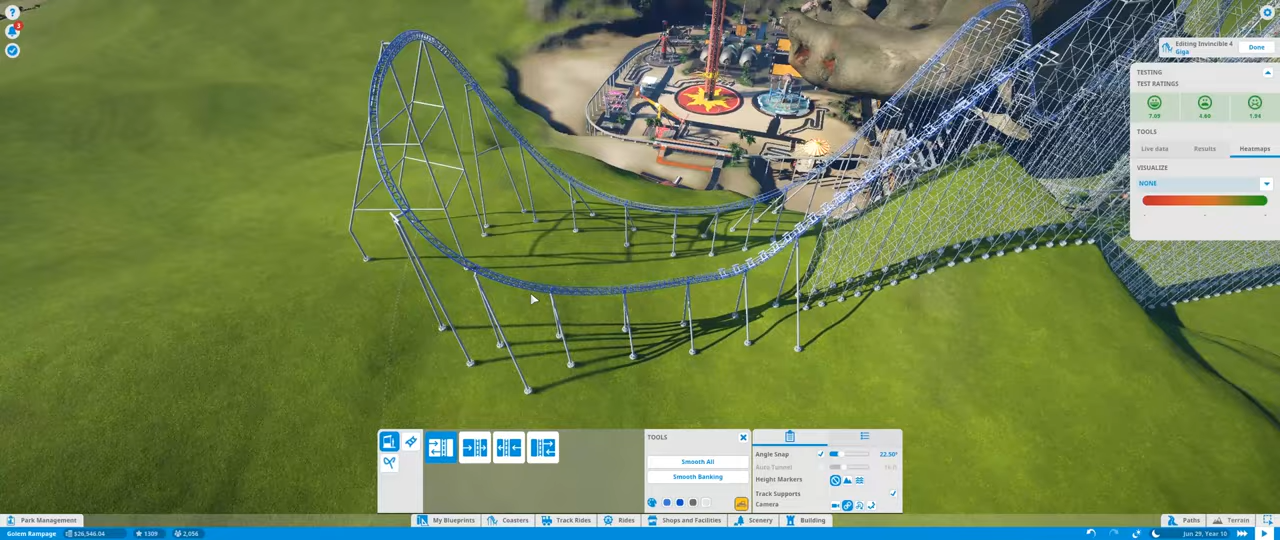 ?
3
Editing Invincible 4
Giga
Done
TESTING
TEST RATINGS
7.09
4.60
1.94
TOOLS
Live data
Results
Heatmaps
VISUALIZE
NONE
TOOLS
Smooth All
Smooth Banking
Angle Snap
22.50°
Auto Tunnel
Height Markers
Track Supports
Camera
Park Management
My Blueprints
Coasters
Track Rides
Rides
Shops and Facilities
Scenery
Building
Paths
Terrain
Golem Rampage
$26,546.04
1309
2,056
Jun 29, Year 10